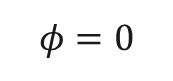 ϕ = 0